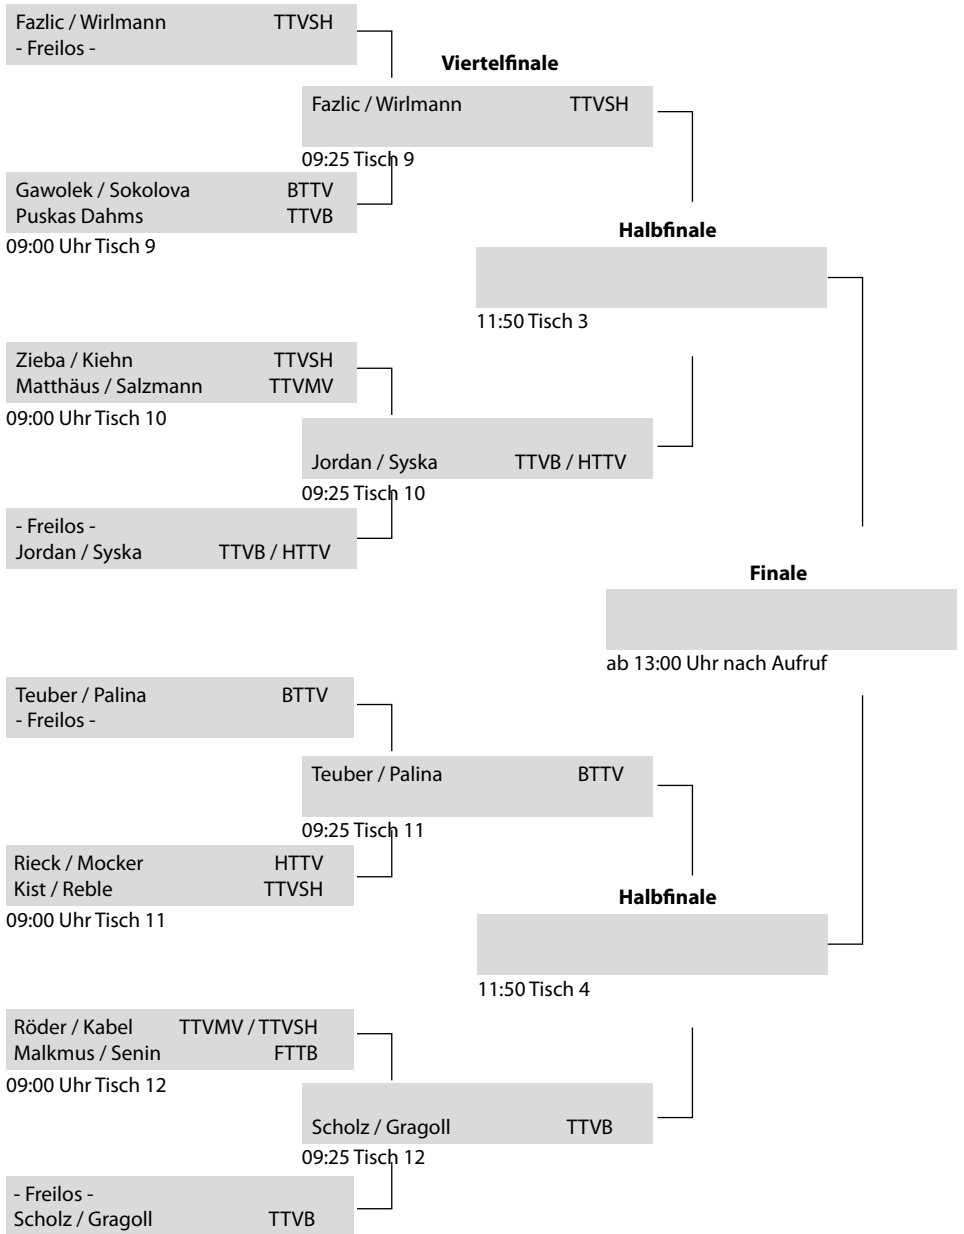 Fazlic / Wirlmann TTVSH
- Freilos -
Viertelfinale
Fazlic / Wirlmann TTVSH
09:25 Tisch 9
Gawolek / Sokolova BTTV
Puskas Dahms TTVB
09:00 Uhr Tisch 9
Halbfinale
11:50 Tisch 3
Zieba / Kiehn TTVSH
Matthäus / Salzmann TTVMV
09:00 Uhr Tisch 10
Jordan / Syska TTVB / HTTV
09:25 Tisch 10
- Freilos -
Jordan / Syska TTVB / HTTV
Finale
ab 13:00 Uhr nach Aufruf
Teuber / Palina BTTV
- Freilos -
Teuber / Palina BTTV
09:25 Tisch 11
Rieck / Mocker HTTV
Kist / Reble TTVSH
09:00 Uhr Tisch 11
Halbfinale
11:50 Tisch 4
Röder / Kabel TTVMV / TTVSH
Malkmus / Senin FTTB
09:00 Uhr Tisch 12
Scholz / Gragoll TTVB
09:25 Tisch 12
- Freilos -
Scholz / Gragoll TTVB